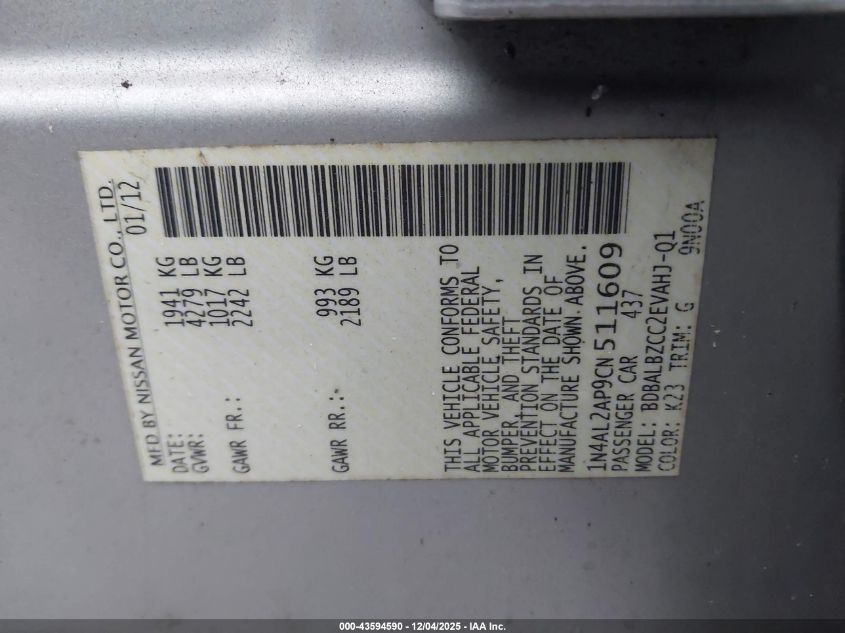 MFD BY NISSAN MOTOR CO., LTD.
DATE: 01/12
GVWR: 1941 KG
4279 LB
GAWR FR.: 1017 KG
2242 LB
GAWR RR.: 993 KG
2189 LB
THIS VEHICLE CONFORMS TO
ALL APPLICABLE FEDERAL
MOTOR VEHICLE SAFETY,
BUMPER, AND THEFT
PREVENTION STANDARDS IN
EFFECT ON THE DATE OF
MANUFACTURE SHOWN ABOVE.
1N4AL2AP9CN511609
PASSENGER CAR 437
MODEL: BDBALBZCC2EVAHJ-Q1
COLOR: K23 TRIM: G 9N00A
000-43594590 - 12/04/2025 - IAA Inc.